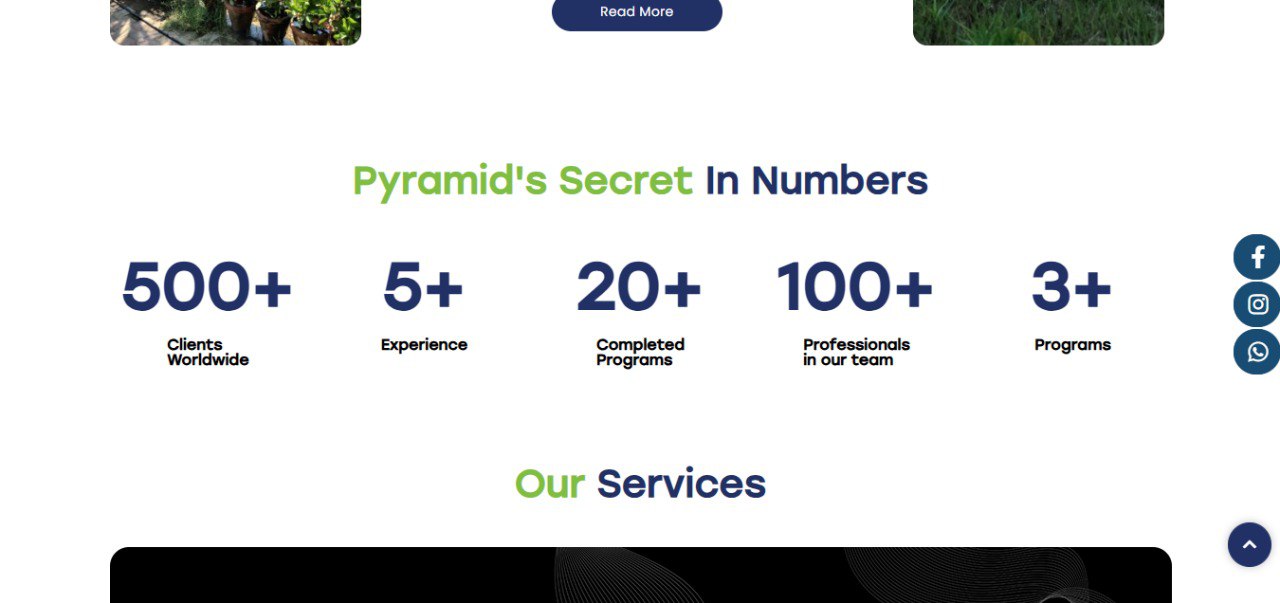 Read More
Pyramid's Secret In Numbers
500+
5+
20+
100+
3+
Clients
Worldwide
Experience
Completed
Programs
Professionals
in our team
Programs
Our Services